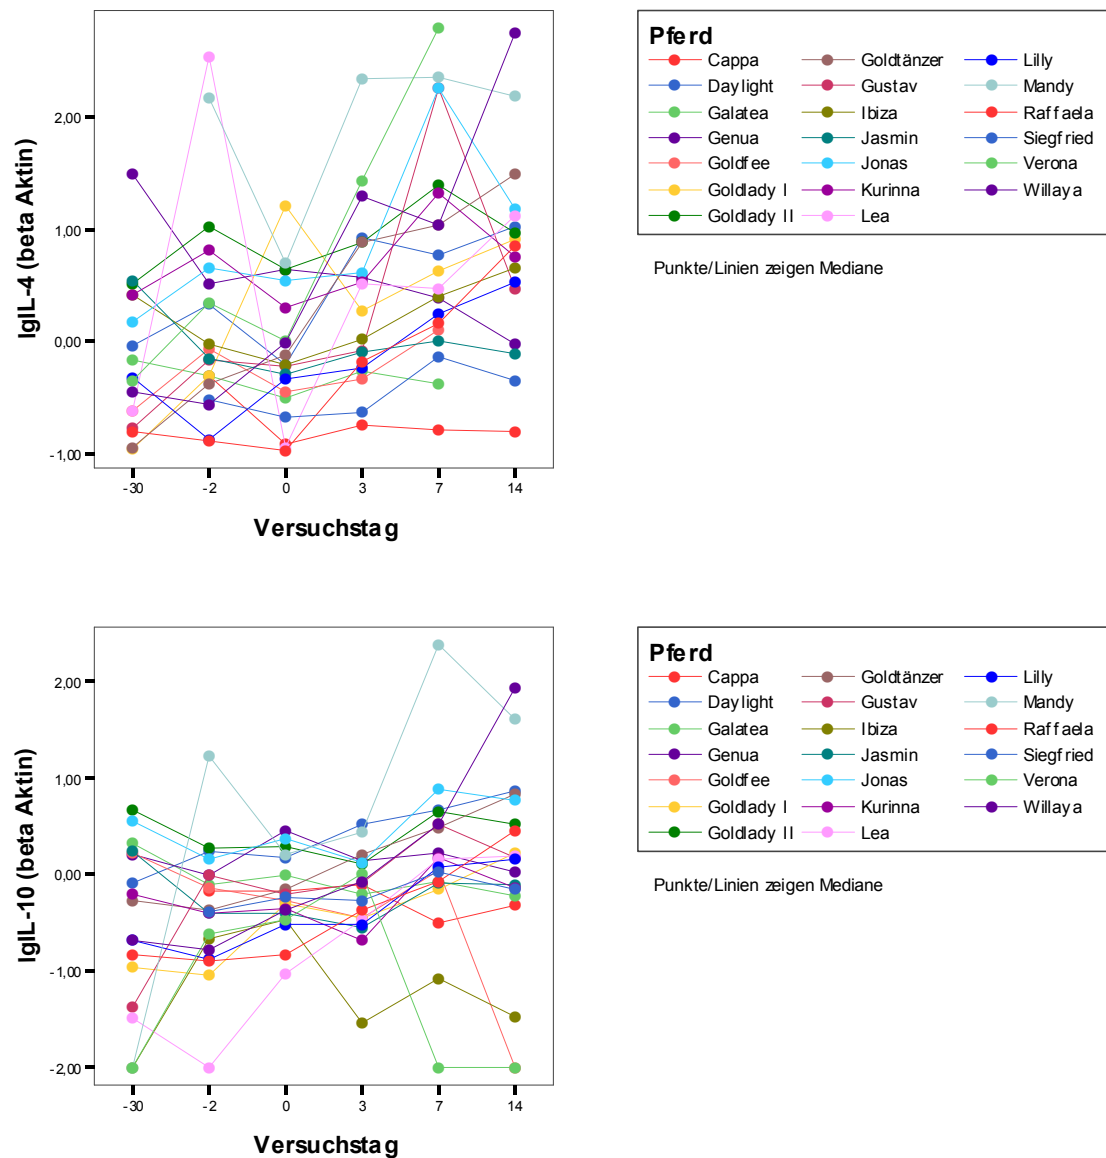 lgIL-4 (beta Aktin)
2,00
1,00
0,00
-1,00
-30 -2 0 3 7 14
Versuchstag
Pferd
Cappa Goldtänzer Lilly
Daylight Gustav Mandy
Galatea Ibiza Raffaela
Genua Jasmin Siegfried
Goldfee Jonas Verona
Goldlady I Kurinna Willaya
Goldlady II Lea
Punkte/Linien zeigen Mediane
lgIL-10 (beta Aktin)
2,00
1,00
0,00
-1,00
-2,00
-30 -2 0 3 7 14
Versuchstag
Pferd
Cappa Goldtänzer Lilly
Daylight Gustav Mandy
Galatea Ibiza Raffaela
Genua Jasmin Siegfried
Goldfee Jonas Verona
Goldlady I Kurinna Willaya
Goldlady II Lea
Punkte/Linien zeigen Mediane